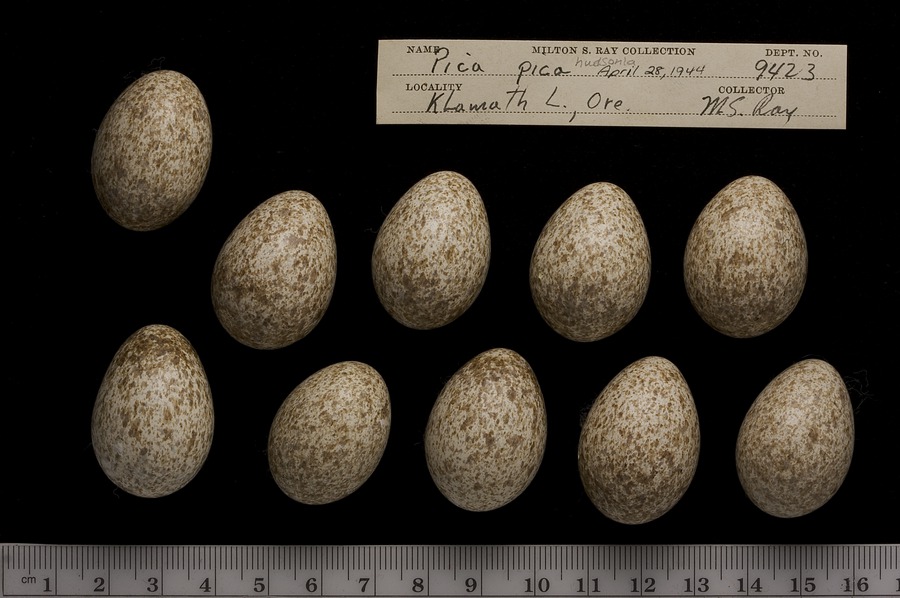 NAME MILTON S. RAY COLLECTION DEPT. NO.
hudsonia
Pica pica April 28, 1944 9423
LOCALITY COLLECTOR
Klamath L., Ore. M.S. Ray
cm 1 2 3 4 5 6 7 8 9 10 11 12 13 14 15 16 1